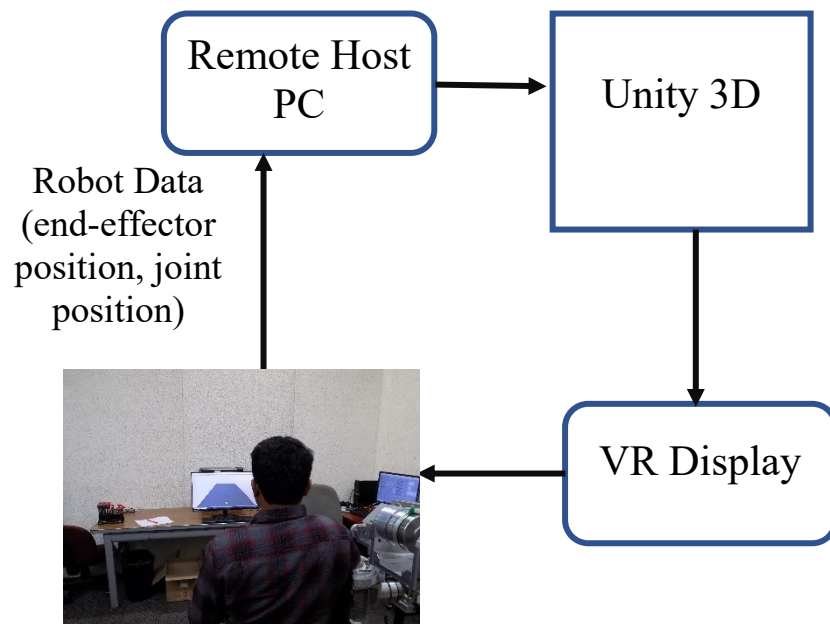 Remote Host
PC
Unity 3D
Robot Data
(end-effector
position, joint
position)
VR Display